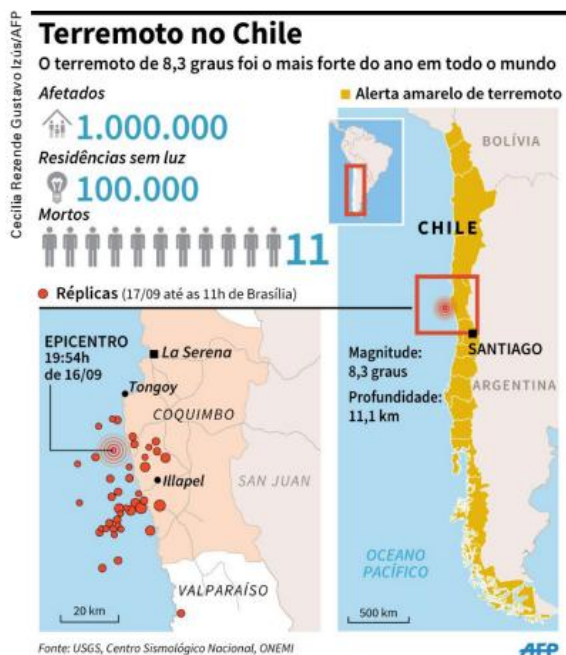 Cecília Rezende Gustavo Izús/AFP
Terremoto no Chile
O terremoto de 8,3 graus foi o mais forte do ano em todo o mundo
Afetados
1.000.000
Residências sem luz
100.000
Mortos
11
Alerta amarelo de terremoto
BOLÍVIA
CHILE
SANTIAGO
Magnitude:
8,3 graus
Profundidade:
11,1 km
ARGENTINA
OCEANO
PACÍFICO
500 km
Réplicas (17/09 até as 11h de Brasília)
EPICENTRO
19:54h
de 16/09
La Serena
Tongoy
COQUIMBO
Illapel
SAN JUAN
VALPARAÍSO
20 km
Fonte: USGS, Centro Sismológico Nacional, ONEMI
AFP